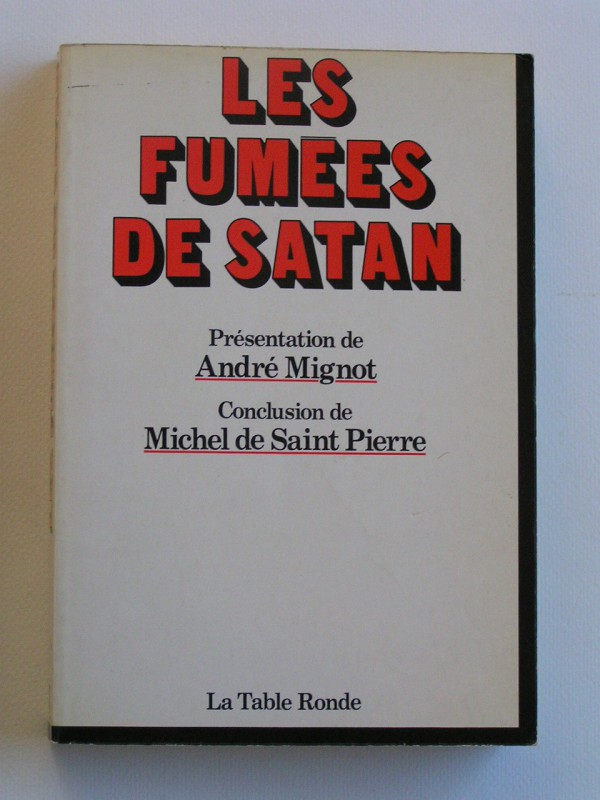 LES
FUMÉES
DE SATAN
Présentation de
André Mignot
Conclusion de
Michel de Saint Pierre
La Table Ronde